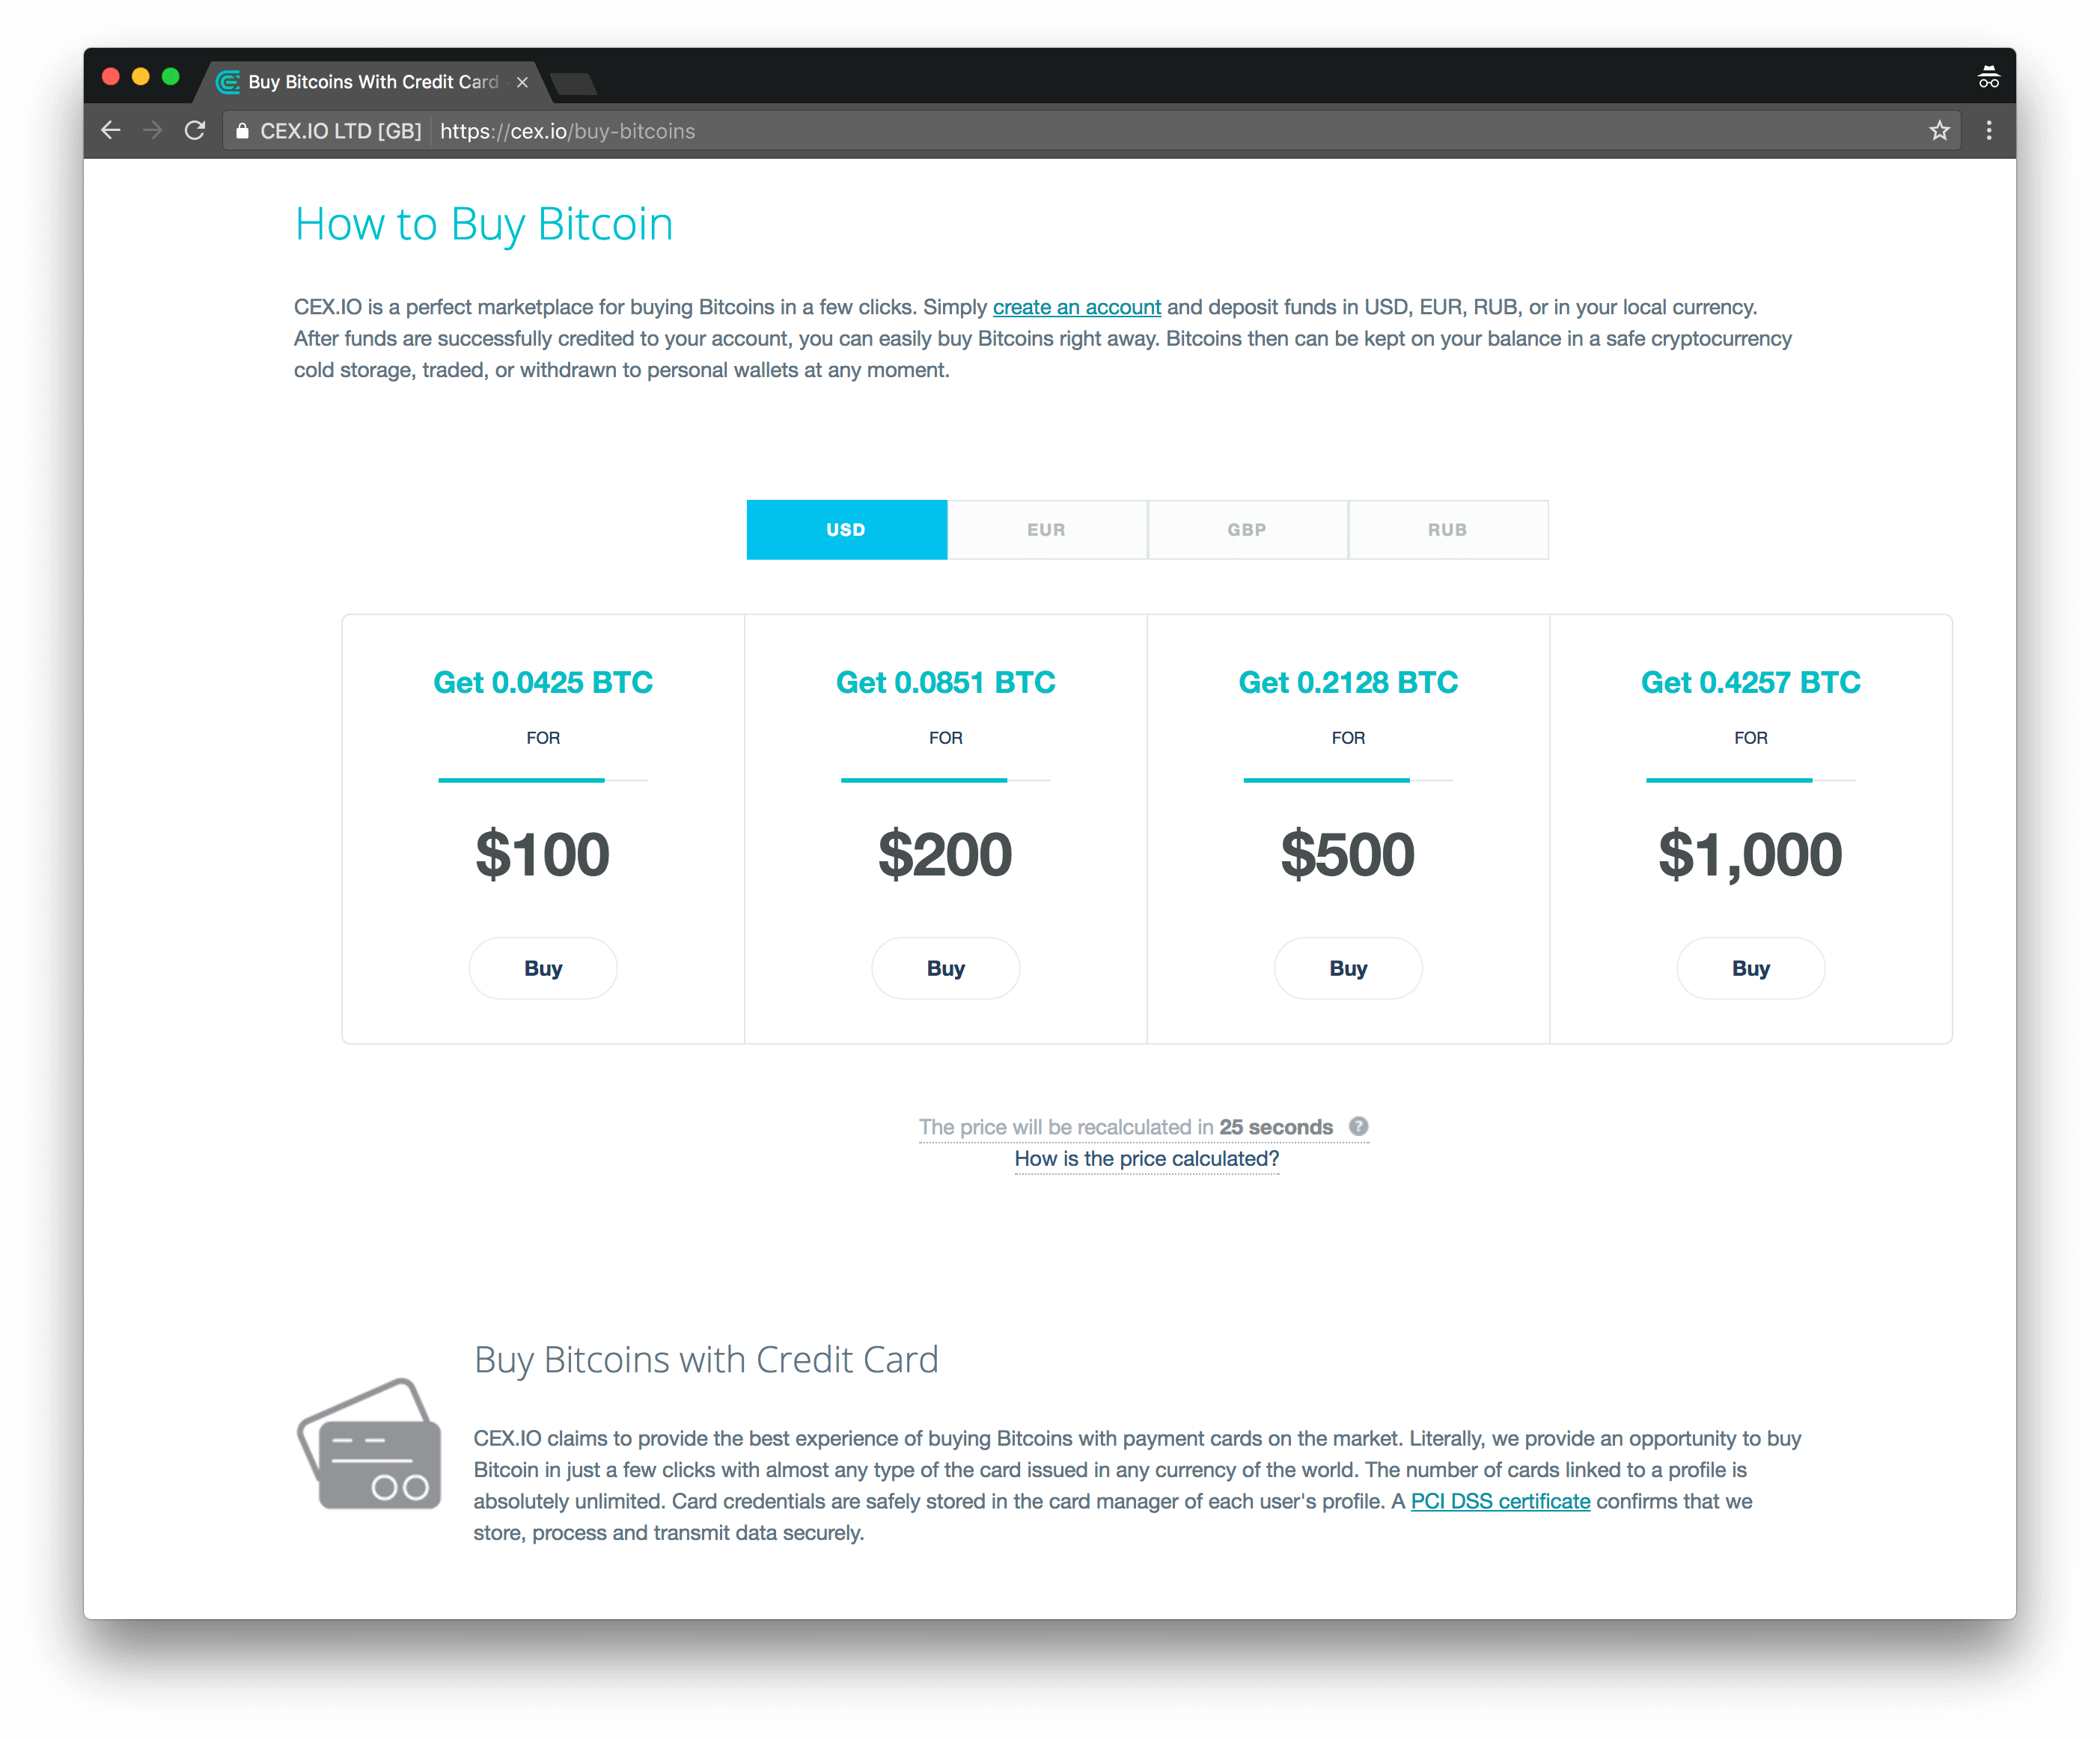 Buy Bitcoins With Credit Card
CEX.IO LTD [GB] https://cex.io/buy-bitcoins
How to Buy Bitcoin
CEX.IO is a perfect marketplace for buying Bitcoins in a few clicks. Simply create an account and deposit funds in USD, EUR, RUB, or in your local currency.
After funds are successfully credited to your account, you can easily buy Bitcoins right away. Bitcoins then can be kept on your balance in a safe cryptocurrency
cold storage, traded, or withdrawn to personal wallets at any moment.
USD EUR GBP RUB
Get 0.0425 BTC Get 0.0851 BTC Get 0.2128 BTC Get 0.4257 BTC
FOR FOR FOR FOR
$100 $200 $500 $1,000
Buy Buy Buy Buy
The price will be recalculated in 25 seconds ?
How is the price calculated?
Buy Bitcoins with Credit Card
CEX.IO claims to provide the best experience of buying Bitcoins with payment cards on the market. Literally, we provide an opportunity to buy
Bitcoin in just a few clicks with almost any type of the card issued in any currency of the world. The number of cards linked to a profile is
absolutely unlimited. Card credentials are safely stored in the card manager of each user's profile. A PCI DSS certificate confirms that we
store, process and transmit data securely.